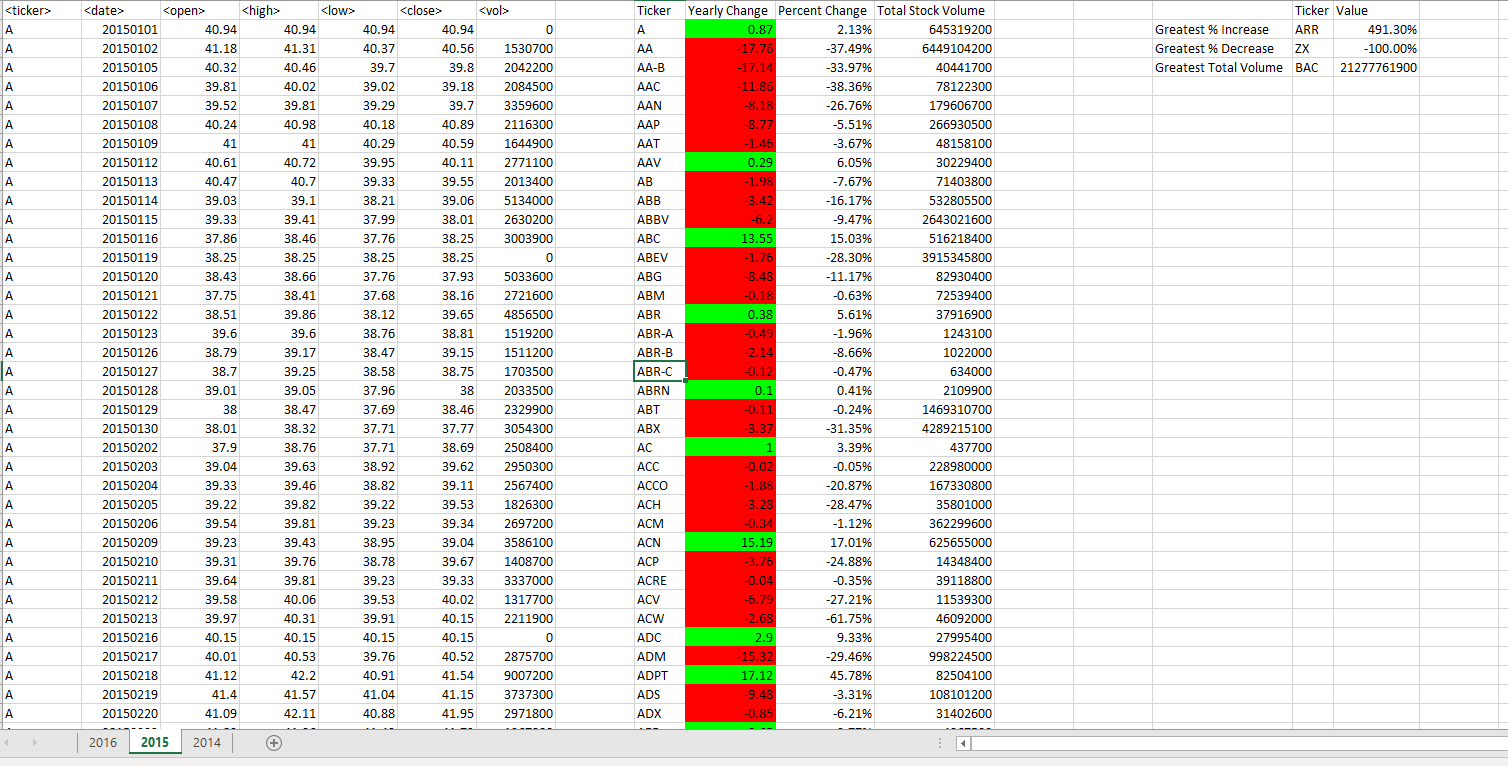 <ticker> <date> <open> <high> <low> <close> <vol> Ticker Yearly Change Percent Change Total Stock Volume Ticker Value
A 20150101 40.94 40.94 40.94 40.94 0 A 0.87 2.13% 645319200 Greatest % Increase ARR 491.30%
A 20150102 41.18 41.31 40.37 40.56 1530700 AA -17.76 -37.49% 6449104200 Greatest % Decrease ZX -100.00%
A 20150105 40.32 40.46 39.7 39.8 2042200 AA-B -17.14 -33.97% 40441700 Greatest Total Volume BAC 21277761900
A 20150106 39.81 40.02 39.02 39.18 2084500 AAC -11.86 -38.36% 78122300
A 20150107 39.52 39.81 39.29 39.7 3359600 AAN -8.18 -26.76% 179606700
A 20150108 40.24 40.98 40.18 40.89 2116300 AAP -8.77 -5.51% 266930500
A 20150109 41 41 40.29 40.59 1644900 AAT -1.46 -3.67% 48158100
A 20150112 40.61 40.72 39.95 40.11 2771100 AAV 0.29 6.05% 30229400
A 20150113 40.47 40.7 39.33 39.55 2013400 AB -1.98 -7.67% 71403800
A 20150114 39.03 39.1 38.21 39.06 5134000 ABB -3.42 -16.17% 532805500
A 20150115 39.33 39.41 37.99 38.01 2630200 ABBV -6.2 -9.47% 2643021600
A 20150116 37.86 38.46 37.76 38.25 3003900 ABC 13.55 15.03% 516218400
A 20150119 38.25 38.25 38.25 38.25 0 ABEV -1.76 -28.30% 3915345800
A 20150120 38.43 38.66 37.76 37.93 5033600 ABG -8.48 -11.17% 82930400
A 20150121 37.75 38.41 37.68 38.16 2721600 ABM -0.18 -0.63% 72539400
A 20150122 38.51 39.86 38.12 39.65 4856500 ABR 0.38 5.61% 37916900
A 20150123 39.6 39.6 38.76 38.81 1519200 ABR-A -0.49 -1.96% 1243100
A 20150126 38.79 39.17 38.47 39.15 1511200 ABR-B -2.14 -8.66% 1022000
A 20150127 38.7 39.25 38.58 38.75 1703500 ABR-C -0.12 -0.47% 634000
A 20150128 39.01 39.05 37.96 38 2033500 ABRN 0.1 0.41% 2109900
A 20150129 38 38.47 37.69 38.46 2329900 ABT -0.11 -0.24% 1469310700
A 20150130 38.01 38.32 37.71 37.77 3054300 ABX -3.37 -31.35% 4289215100
A 20150202 37.9 38.76 37.71 38.69 2508400 AC 1 3.39% 437700
A 20150203 39.04 39.63 38.92 39.62 2950300 ACC -0.02 -0.05% 228980000
A 20150204 39.33 39.46 38.82 39.11 2567400 ACCO -1.88 -20.87% 167330800
A 20150205 39.22 39.82 39.22 39.53 1826300 ACH -3.28 -28.47% 35801000
A 20150206 39.54 39.81 39.23 39.34 2697200 ACM -0.34 -1.12% 362299600
A 20150209 39.23 39.43 38.95 39.04 3586100 ACN 15.19 17.01% 625655000
A 20150210 39.31 39.76 38.78 39.67 1408700 ACP -3.76 -24.88% 14348400
A 20150211 39.64 39.81 39.23 39.33 3337000 ACRE -0.04 -0.35% 39118800
A 20150212 39.58 40.06 39.53 40.02 1317700 ACV -6.79 -27.21% 11539300
A 20150213 39.97 40.31 39.91 40.15 2211900 ACW -2.68 -61.75% 46092000
A 20150216 40.15 40.15 40.15 40.15 0 ADC 2.9 9.33% 27995400
A 20150217 40.01 40.53 39.76 40.52 2875700 ADM -15.32 -29.46% 998224500
A 20150218 41.12 42.2 40.91 41.54 9007200 ADPT 17.12 45.78% 82504100
A 20150219 41.4 41.57 41.04 41.15 3737300 ADS -9.48 -3.31% 108101200
A 20150220 41.09 42.11 40.88 41.95 2971800 ADX -0.85 -6.21% 31402600
2016 2015 2014